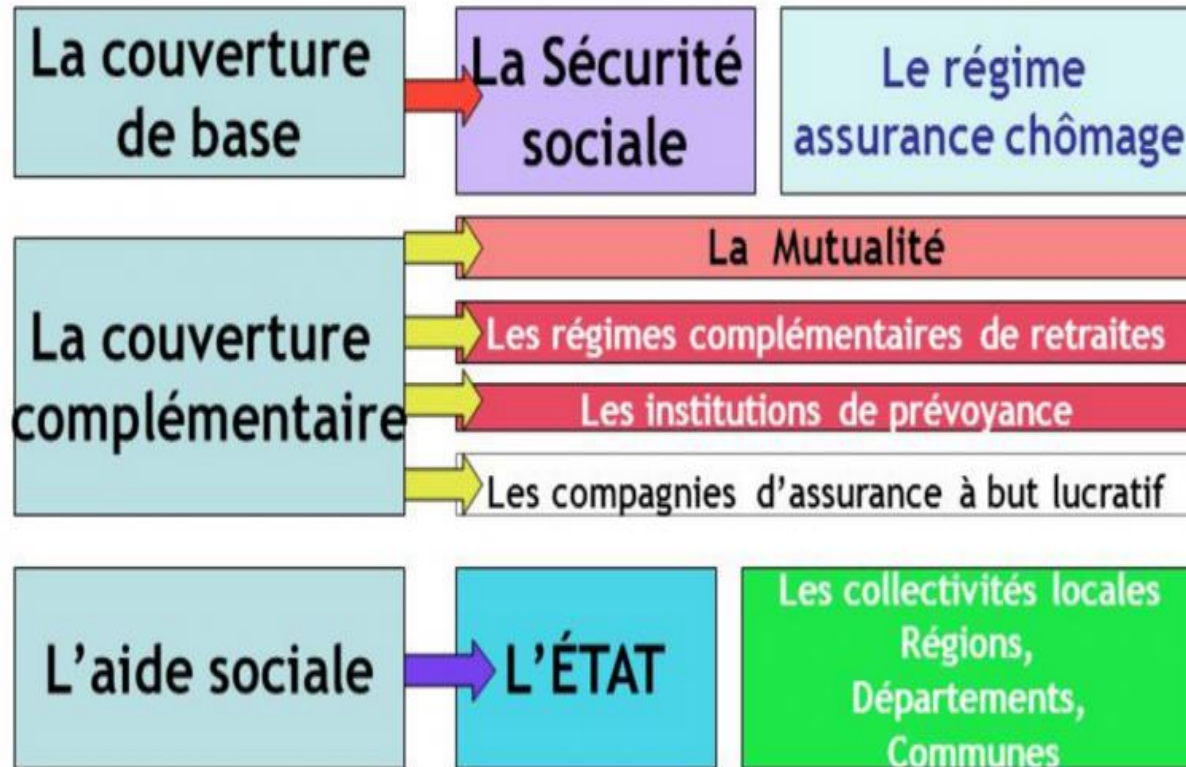 La couverture
de base
La Sécurité
sociale
Le régime
assurance chômage
La couverture
complémentaire
La Mutualité
Les régimes complémentaires de retraites
Les institutions de prévoyance
Les compagnies d'assurance à but lucratif
L'aide sociale
L'ÉTAT
Les collectivités locales
Régions,
Départements,
Communes